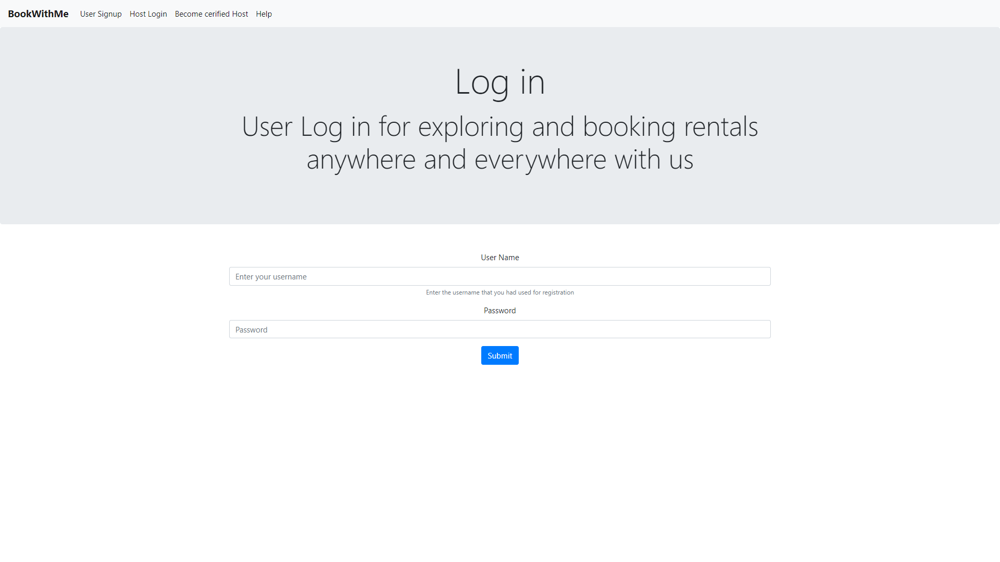 BookWithMe User Signup Host Login Become cerified Host Help
Log in
User Log in for exploring and booking rentals
anywhere and everywhere with us
User Name
Enter your username
Enter the username that you had used for registration
Password
Password
Submit